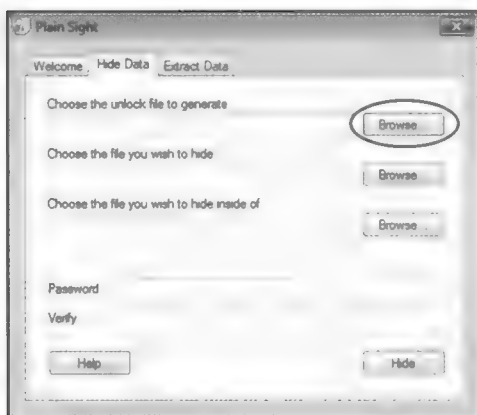 Plain Sight
Welcome Hide Data Extract Data
Choose the unlock file to generate
Browse
Choose the file you wish to hide
Browse
Choose the file you wish to hide inside of
Browse
Password
Verify
Help Hide